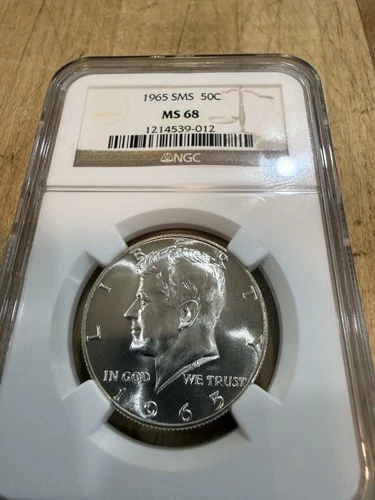 1965 SMS 50C
MS 68
1214539-012
NGC
LIBERTY
IN GOD WE TRUST
1965